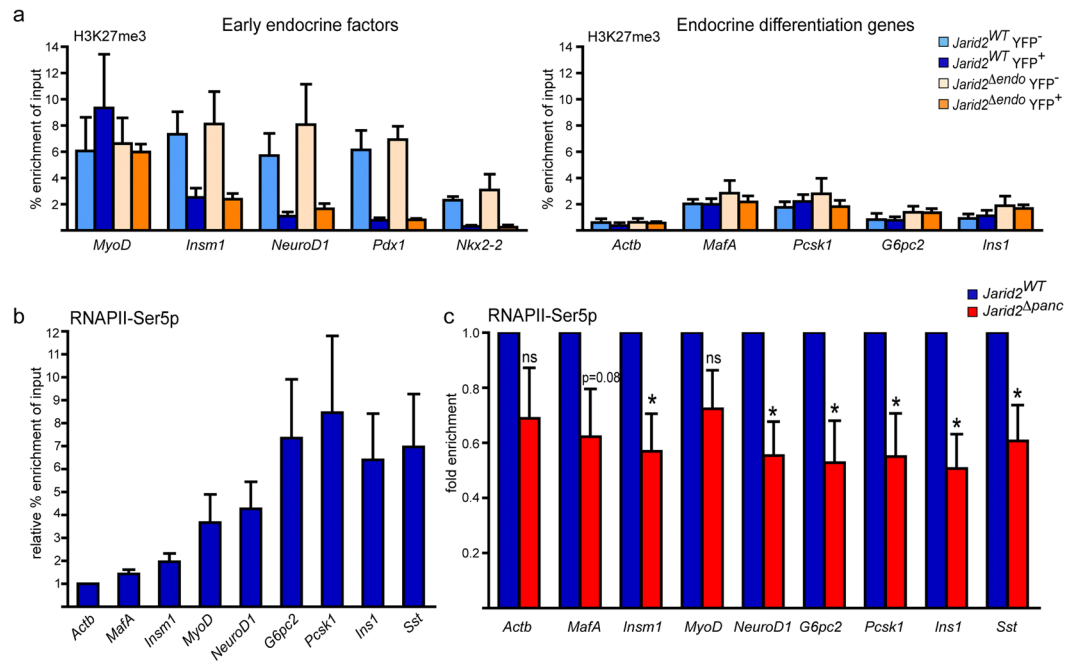 a
Early endocrine factors
Endocrine differentiation genes
H3K27me3
H3K27me3
Jarid2WT YFP-
Jarid2WT YFP+
Jarid2Δendo YFP-
Jarid2Δendo YFP+
% enrichment of input
14
12
10
8
6
4
2
MyoD Insm1 NeuroD1 Pdx1 Nkx2-2
% enrichment of input
14
12
10
8
6
4
2
Actb MafA Pcsk1 G6pc2 Ins1
b
RNAPII-Ser5p
relative % enrichment of input
12
11
10
9
8
7
6
5
4
3
2
1
Actb MafA Insm1 MyoD NeuroD1 G6pc2 Pcsk1 Ins1 Sst
c
RNAPII-Ser5p
Jarid2WT
Jarid2Δpanc
fold enrichment
1.0
0.8
0.6
0.4
0.2
ns p=0.08 * ns * * * * *
Actb MafA Insm1 MyoD NeuroD1 G6pc2 Pcsk1 Ins1 Sst